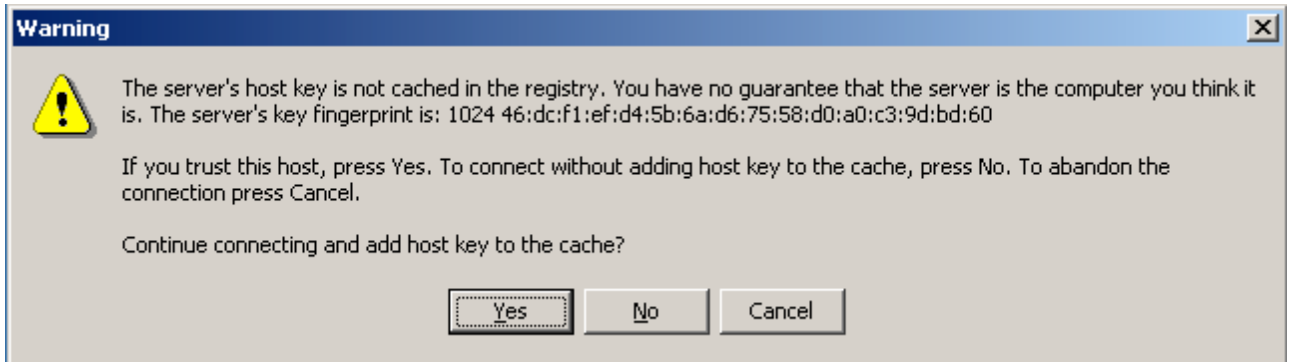 Warning
The server's host key is not cached in the registry. You have no guarantee that the server is the computer you think it
is. The server's key fingerprint is: 1024 46:dc:f1:ef:d4:5b:6a:d6:75:58:d0:a0:c3:9d:bd:60
If you trust this host, press Yes. To connect without adding host key to the cache, press No. To abandon the
connection press Cancel.
Continue connecting and add host key to the cache?
Yes No Cancel